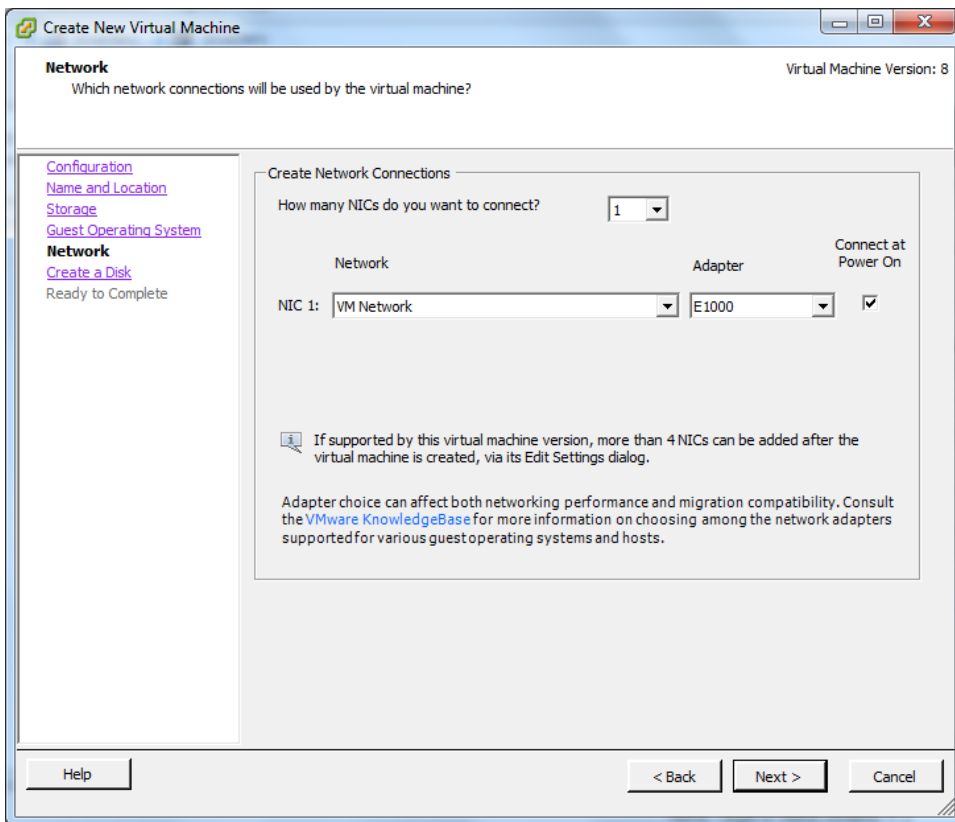 Create New Virtual Machine
Network
Virtual Machine Version: 8
Which network connections will be used by the virtual machine?
Configuration
Name and Location
Storage
Guest Operating System
Network
Create a Disk
Ready to Complete
Create Network Connections
How many NICs do you want to connect?
1
Network
Adapter
Connect at
Power On
NIC 1:
VM Network
E1000
If supported by this virtual machine version, more than 4 NICs can be added after the
virtual machine is created, via its Edit Settings dialog.
Adapter choice can affect both networking performance and migration compatibility. Consult
the VMware KnowledgeBase for more information on choosing among the network adapters
supported for various guest operating systems and hosts.
Help
< Back
Next >
Cancel